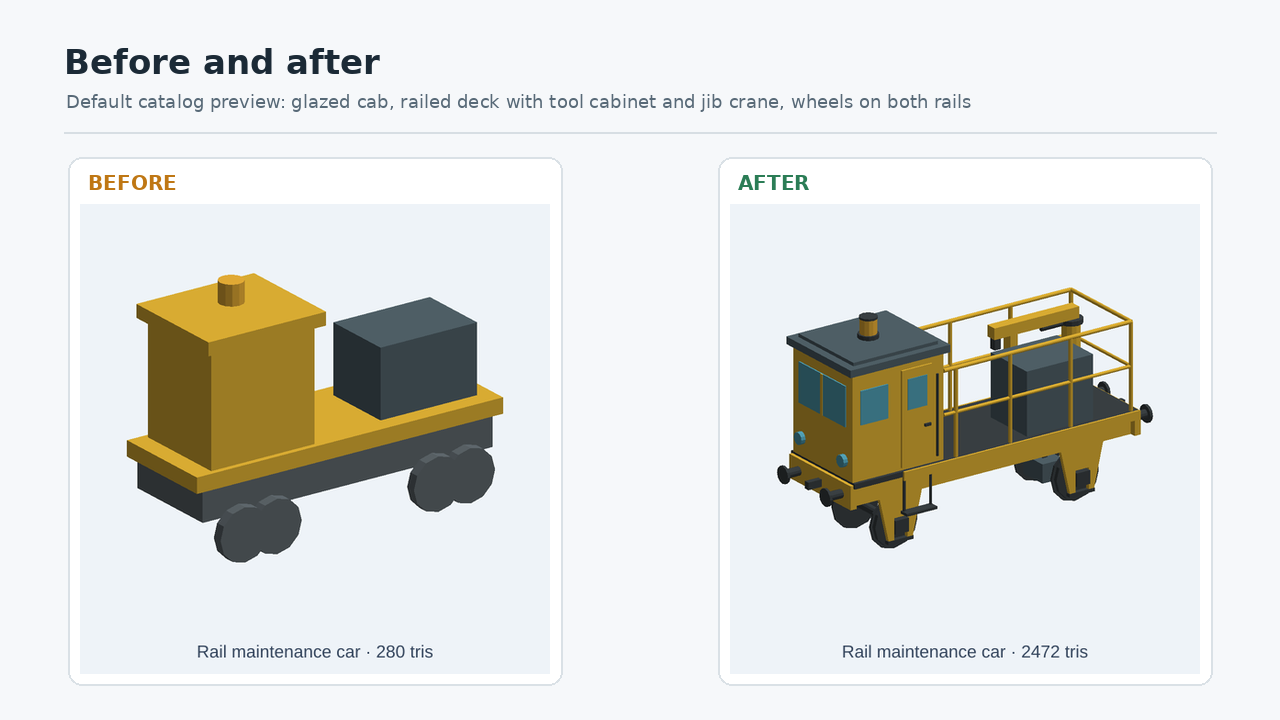 Before and after
Default catalog preview: glazed cab, railed deck with tool cabinet and jib crane, wheels on both rails
BEFORE
Rail maintenance car · 280 tris
AFTER
Rail maintenance car · 2472 tris